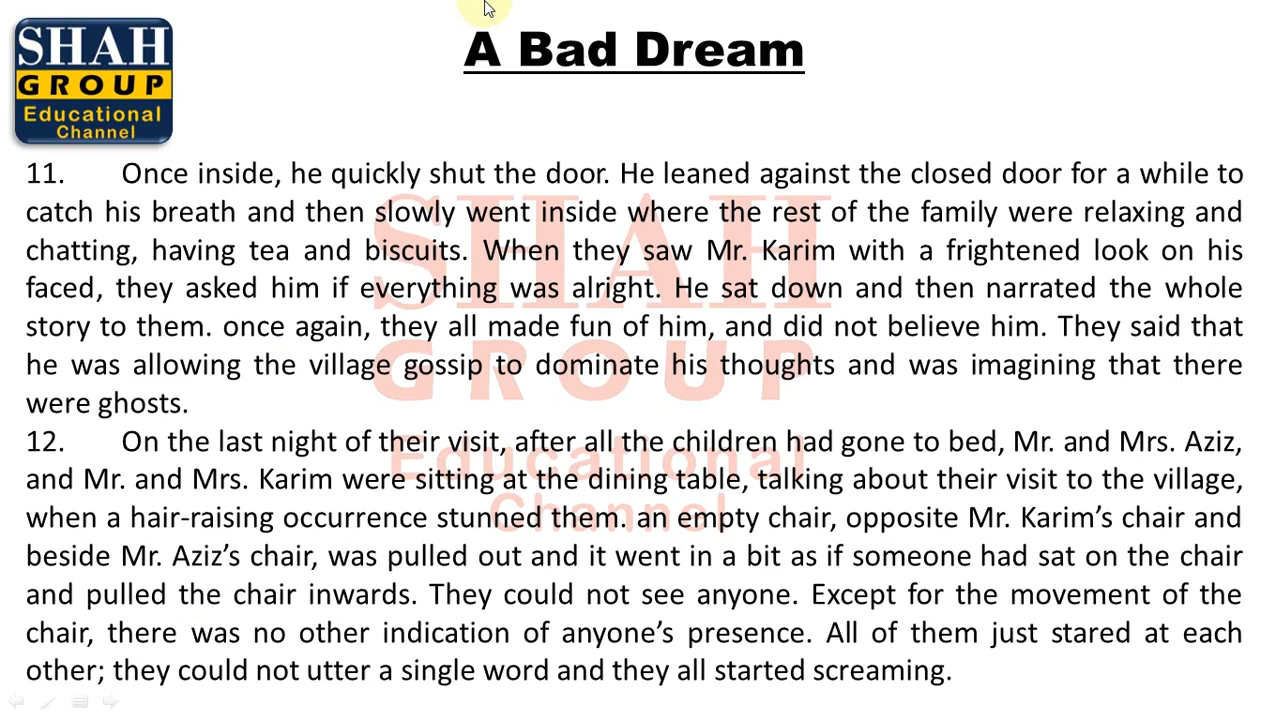 SHAH
GROUP
Educational
Channel
A Bad Dream
11. Once inside, he quickly shut the door. He leaned against the closed door for a while to
catch his breath and then slowly went inside where the rest of the family were relaxing and
chatting, having tea and biscuits. When they saw Mr. Karim with a frightened look on his
faced, they asked him if everything was alright. He sat down and then narrated the whole
story to them. once again, they all made fun of him, and did not believe him. They said that
he was allowing the village gossip to dominate his thoughts and was imagining that there
were ghosts.
12. On the last night of their visit, after all the children had gone to bed, Mr. and Mrs. Aziz,
and Mr. and Mrs. Karim were sitting at the dining table, talking about their visit to the village,
when a hair-raising occurrence stunced them. an empty chair, opposite Mr. Karim’s chair and
beside Mr. Aziz’s chair, was pulled out and it went in a bit as if someone had sat on the chair
and pulled the chair inwards. They could not see anyone. Except for the movement of the
chair, there was no other indication of anyone’s presence. All of them just stared at each
other; they could not utter a single word and they all started screaming.
SHAH
GROUP
Educational
Channel